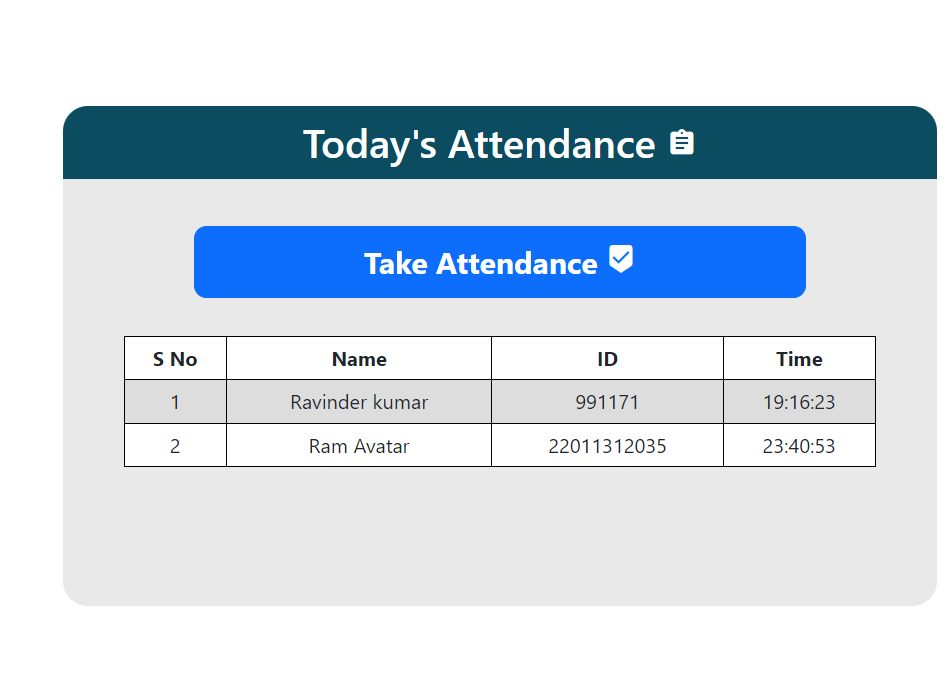 Today's Attendance
Take Attendance
S No Name ID Time
1 Ravinder kumar 991171 19:16:23
2 Ram Avatar 22011312035 23:40:53